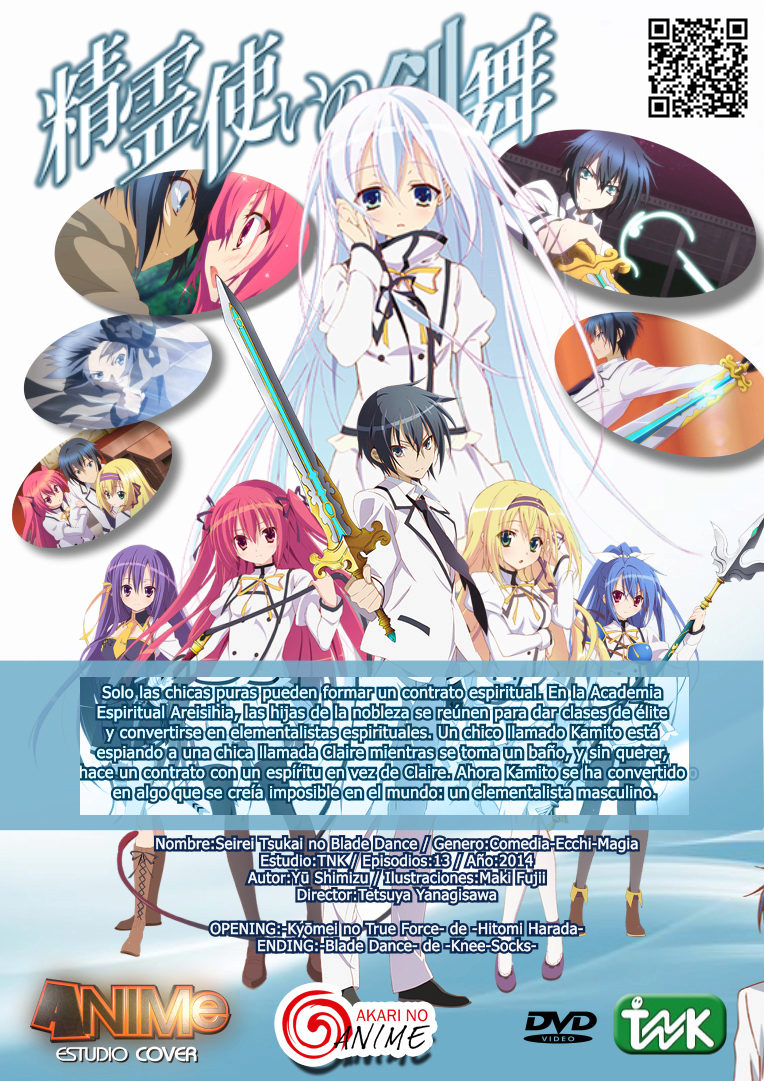 精霊使いの剣舞
Solo las chicas puras pueden formar un contrato espiritual. En la Academia
Espiritual Areisihia, las hijas de la nobleza se reúnen para dar clases de élite
y convertirse en elementalistas espirituales. Un chico llamado Kamito está
espiando a una chica llamada Claire mientras se toma un baño, y sin querer,
hace un contrato con un espíritu en vez de Claire. Ahora Kamito se ha convertido
en algo que se creía imposible en el mundo: un elementalista masculino.
Nombre:Seirei Tsukai no Blade Dance / Genero:Comedia-Ecchi-Magia
Estudio:TNK / Episodios:13 / Año:2014
Autor:Yū Shimizu / Ilustraciones:Maki Fujii
Director:Tetsuya Yanagisawa
OPENING:-Kyōmei no True Force- de -Hitomi Harada-
ENDING:-Blade Dance- de -Knee-Socks-
ANIMe
ESTUDIO COVER
AKARI NO
ANIME
DVD
VIDEO
TNK